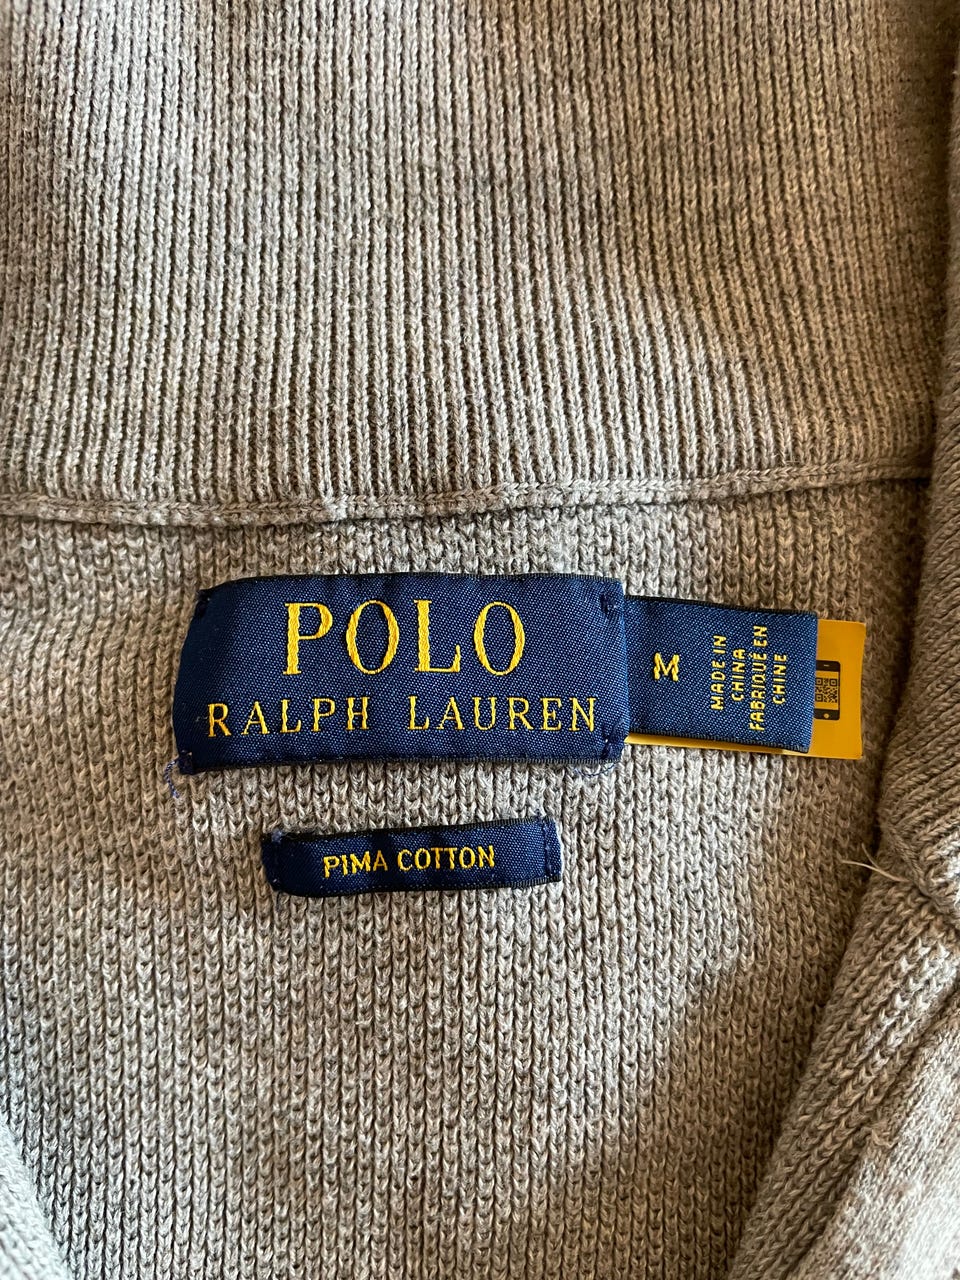 POLO
RALPH LAUREN
M
MADE IN
CHINA
FABRIQUÉ EN
CHINE
PIMA COTTON